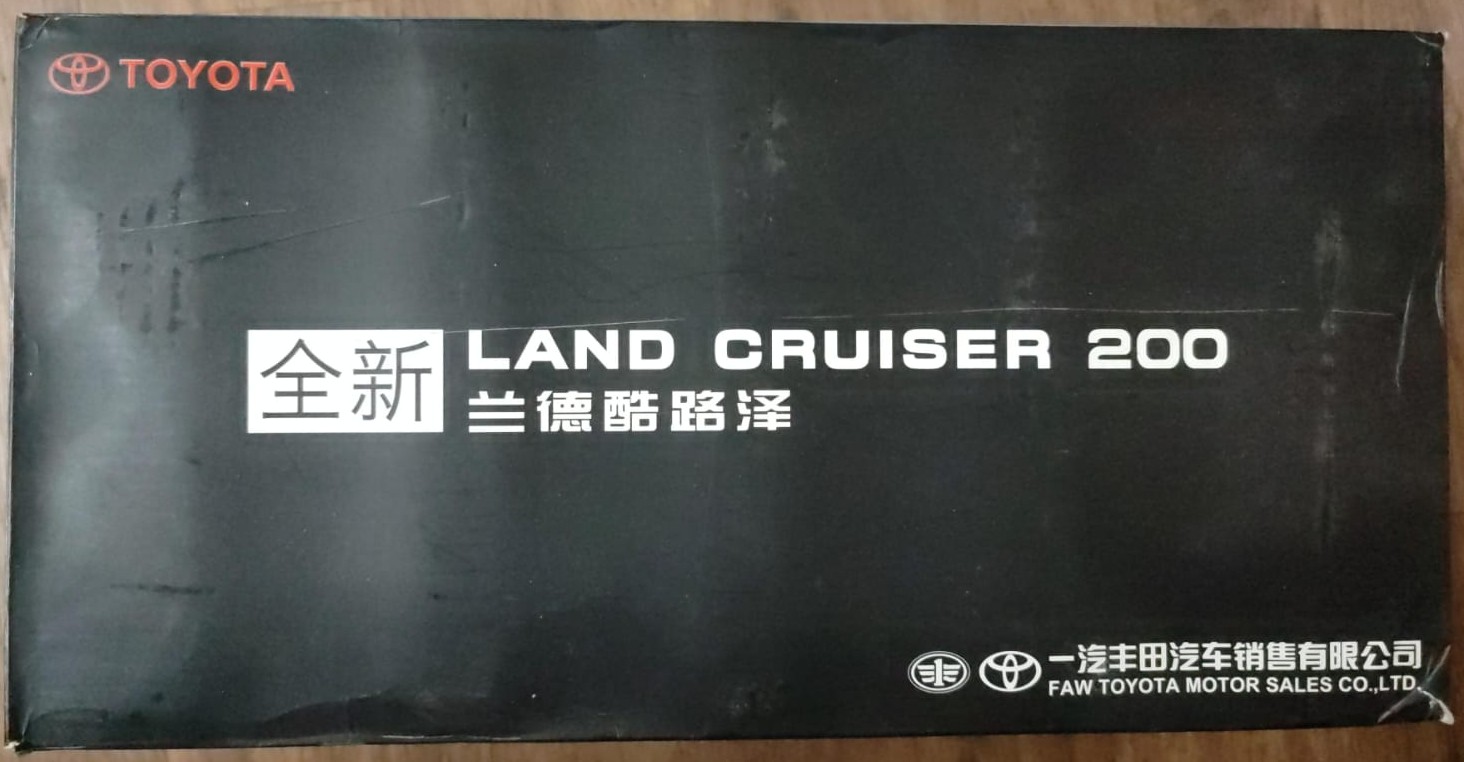 TOYOTA
全新
LAND CRUISER 200
兰德酷路泽
一汽丰田汽车销售有限公司
FAW TOYOTA MOTOR SALES CO.,LTD.